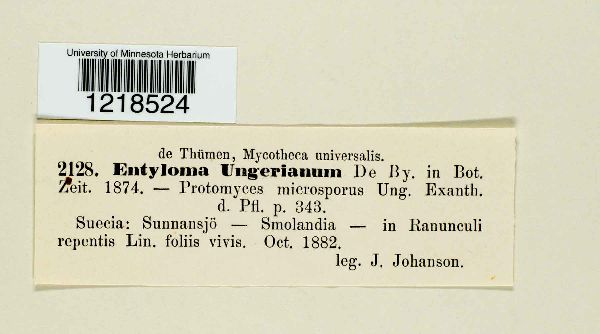 University of Minnesota Herbarium
1218524
de Thümen, Mycotheca universalis.
2128. Entyloma Ungerianum De By. in Bot.
Zeit. 1874. — Protomyces microsporus Ung. Exanth.
d. Pfl. p. 343.
Suecia: Sunnansjö — Smolandia — in Ranunculi
repentis Lin. foliis vivis. Oct. 1882.
leg. J. Johanson.